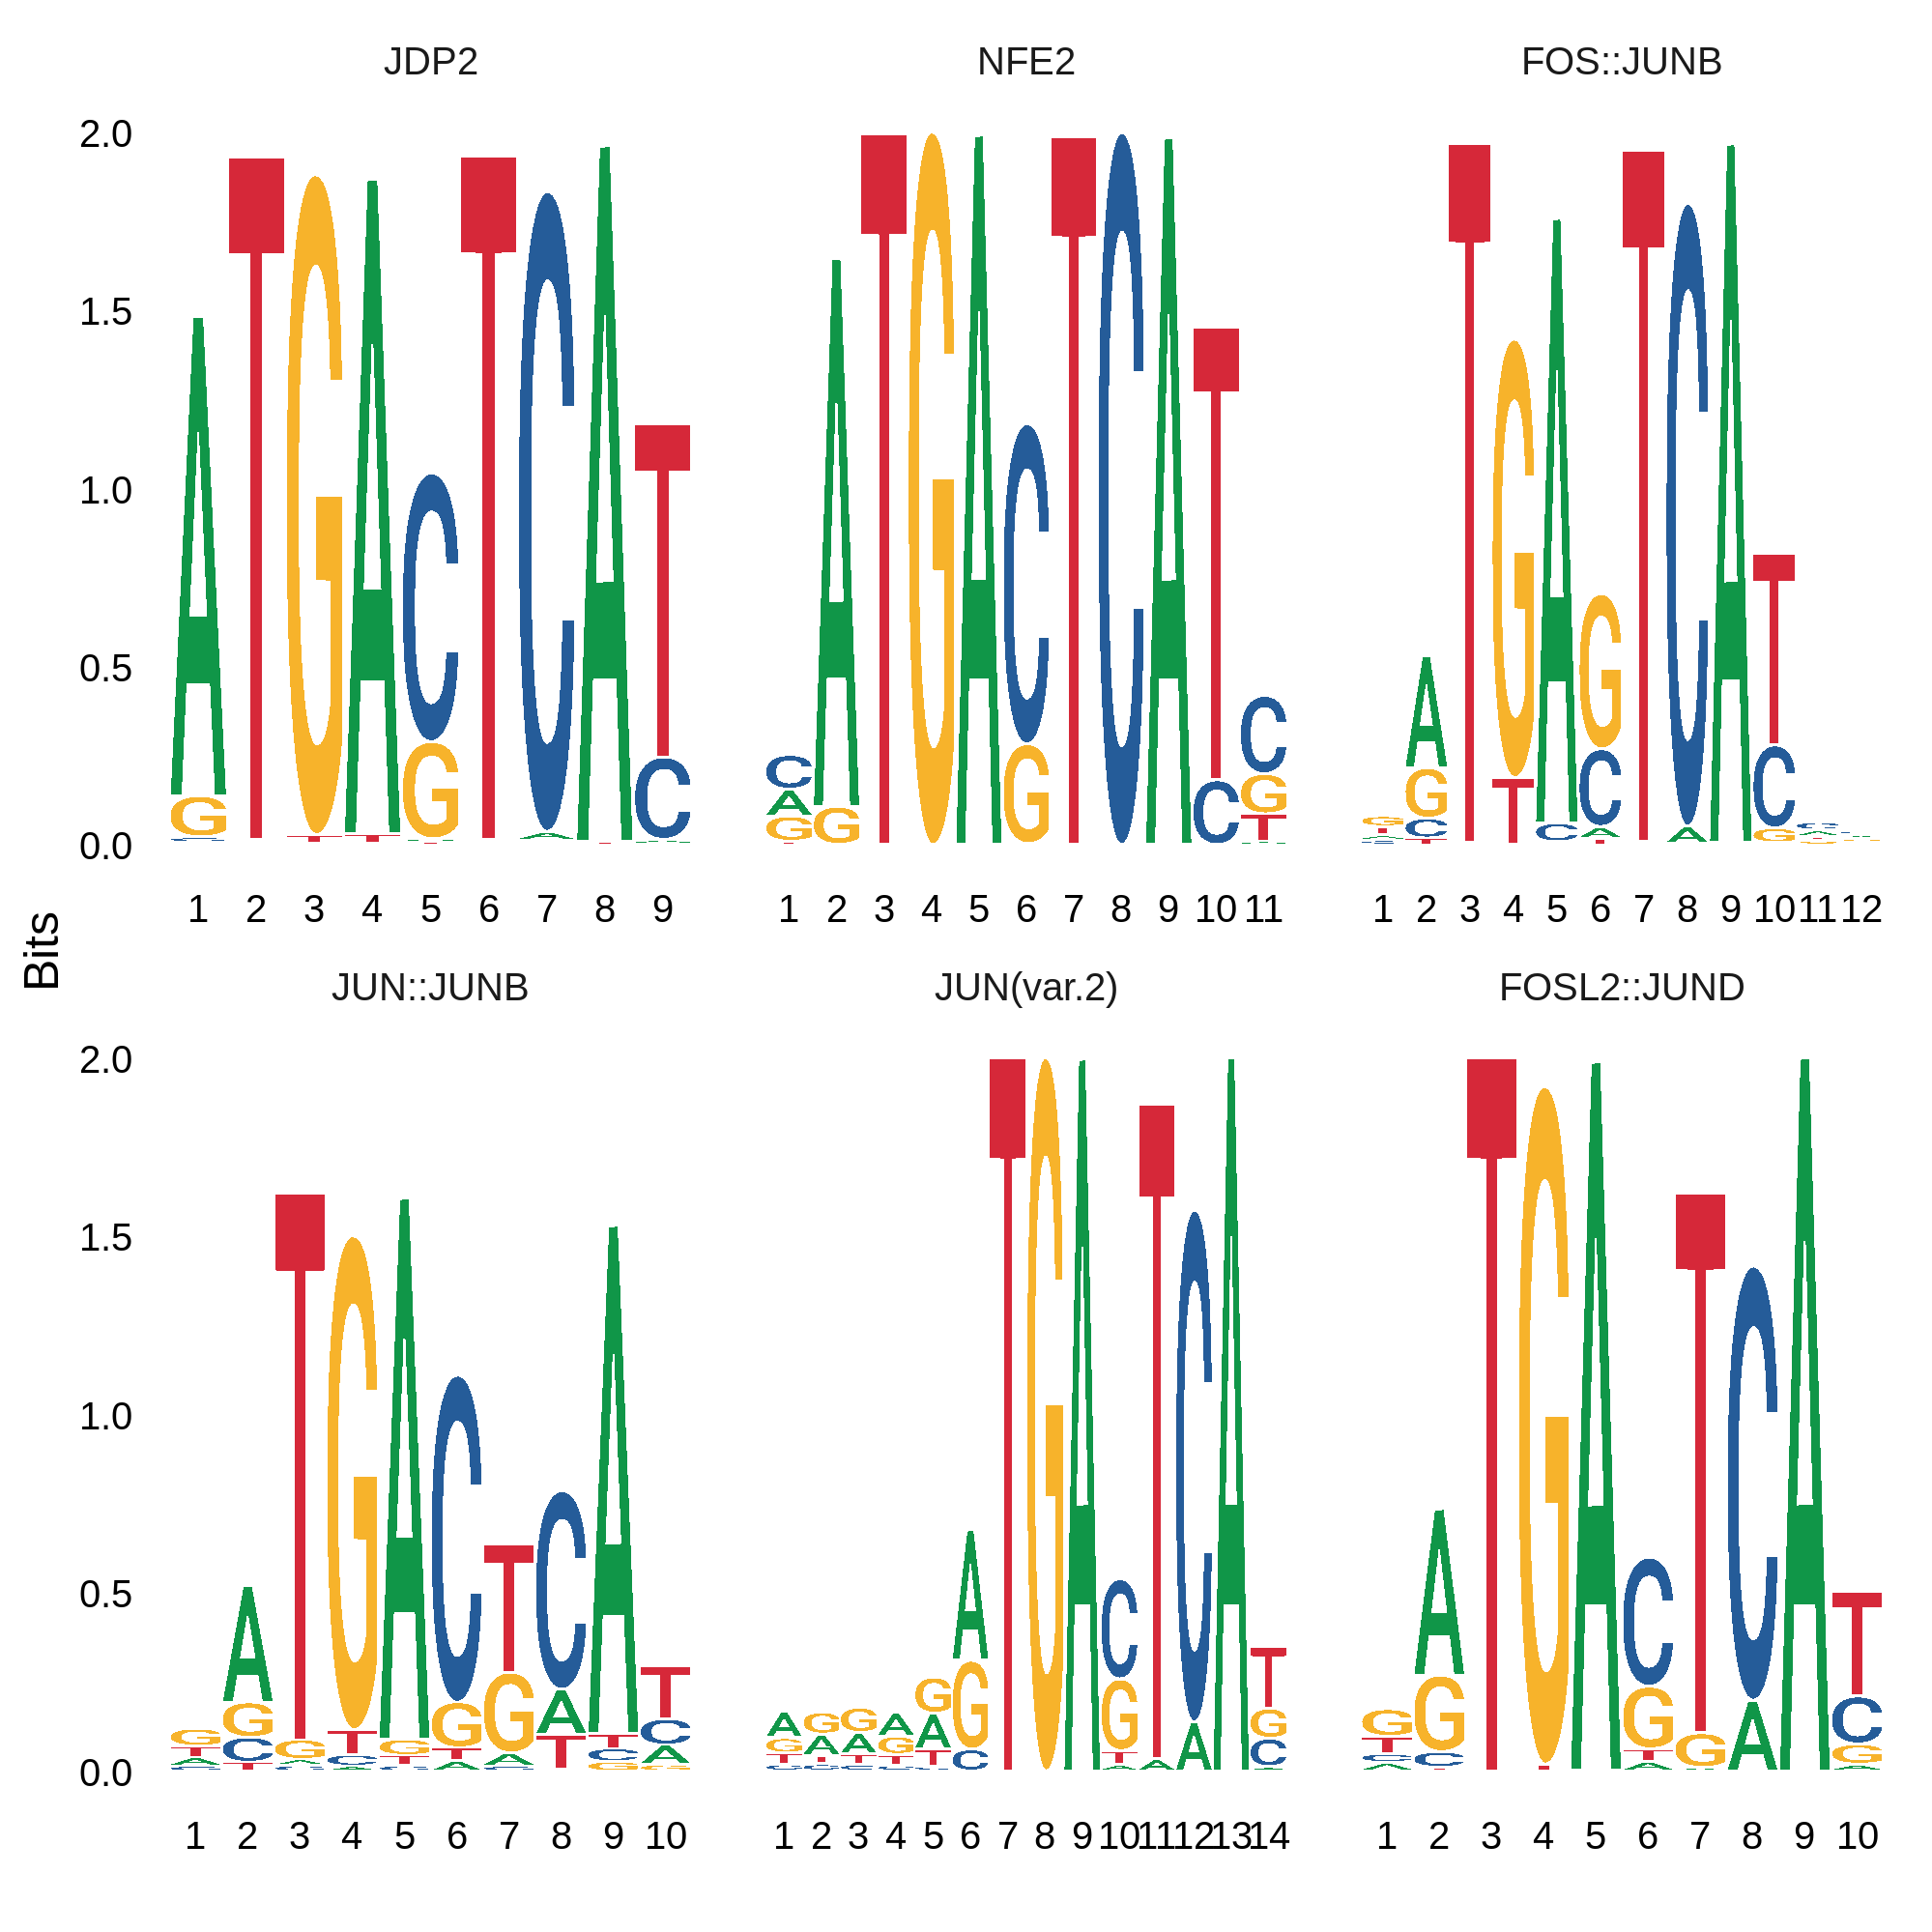 JDP2 NFE2 FOS::JUNB
2.0
1.5
1.0
0.5
0.0
1 2 3 4 5 6 7 8 9
1 2 3 4 5 6 7 8 9 10 11
1 2 3 4 5 6 7 8 9 10 11 12
Bits
JUN::JUNB JUN(var.2) FOSL2::JUND
2.0
1.5
1.0
0.5
0.0
1 2 3 4 5 6 7 8 9 10
1 2 3 4 5 6 7 8 9 10 11 12 13 14
1 2 3 4 5 6 7 8 9 10